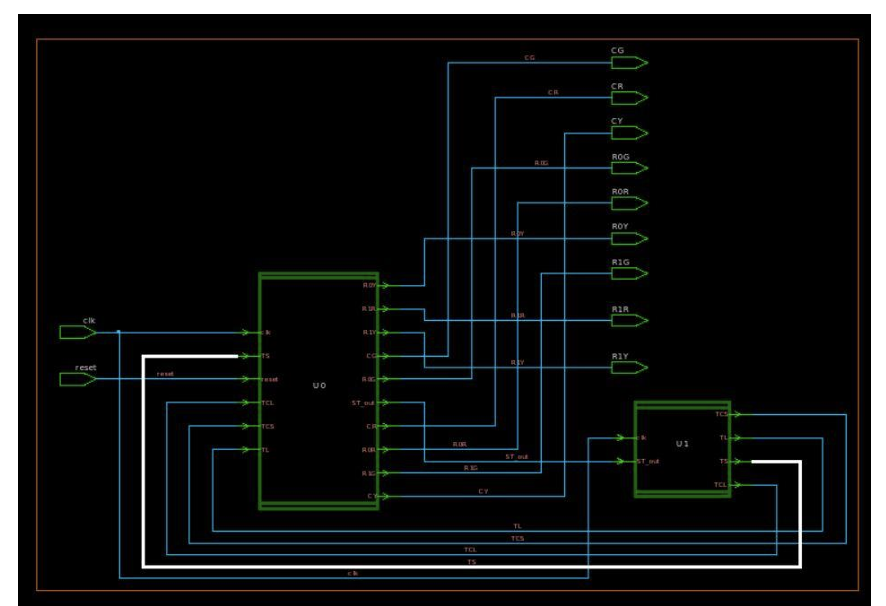 CG
CG
CR
CR
CY
R0G
R0G
R0R
R0Y
R0Y
R1G
R0Y
R1R
R1R
R1R
clk
clk
R1Y
TS
CG
R1Y
R1Y
reset
reset
reset
R0G
U0
TCL
ST_out
TCS
TCS
CR
clk
TL
U1
TL
R0R
R0R
ST_out
ST_out
TS
R1G
R1G
TCL
CY
CY
TL
TCS
TCL
TS
clk